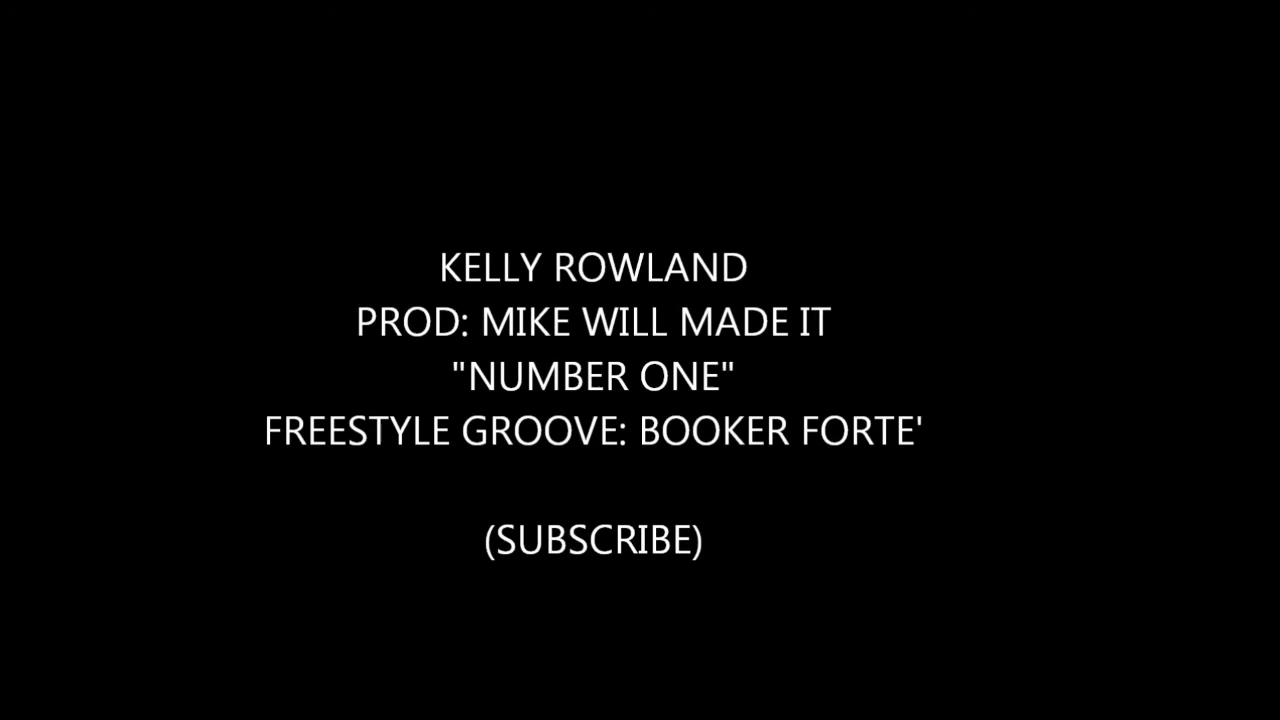 KELLY ROWLAND
PROD: MIKE WILL MADE IT
"NUMBER ONE"
FREESTYLE GROOVE: BOOKER FORTE'
(SUBSCRIBE)